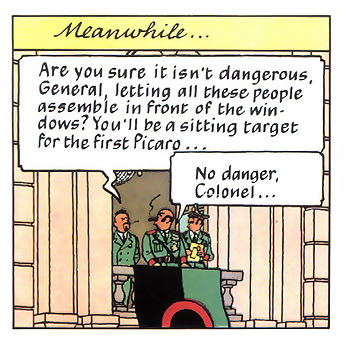 Meanwhile...
Are you sure it isn't dangerous,
General, letting all these people
assemble in front of the win-
dows? You'll be a sitting target
for the first Picaro...
No danger,
Colonel...